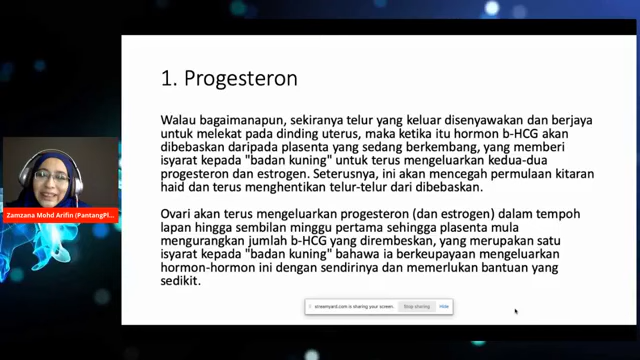 1. Progesteron
Walau bagaimanapun, sekiranya telur yang keluar disenyawakan dan berjaya
untuk melekat pada dinding uterus, maka ketika itu hormon b-HCG akan
dibebaskan daripada plasenta yang sedang berkembang, yang memberi
isyarat kepada "badan kuning" untuk terus mengeluarkan kedua-dua
progesteron dan estrogen. Seterusnya, ini akan mencegah permulaan kitaran
haid dan terus menghentikan telur-telur dari dibebaskan.
Ovari akan terus mengeluarkan progesteron (dan estrogen) dalam tempoh
lapan hingga sembilan minggu pertama sehingga plasenta mula
mengurangkan jumlah b-HCG yang dirembeskan, yang merupakan satu
isyarat kepada "badan kuning" bahawa ia berkeupayaan mengeluarkan
hormon-hormon ini dengan sendirinya dan memerlukan bantuan yang
sedikit.
Zamzana Mohd Arifin (PantangPl...
streamyard.com is sharing your screen.
Stop sharing
Hide